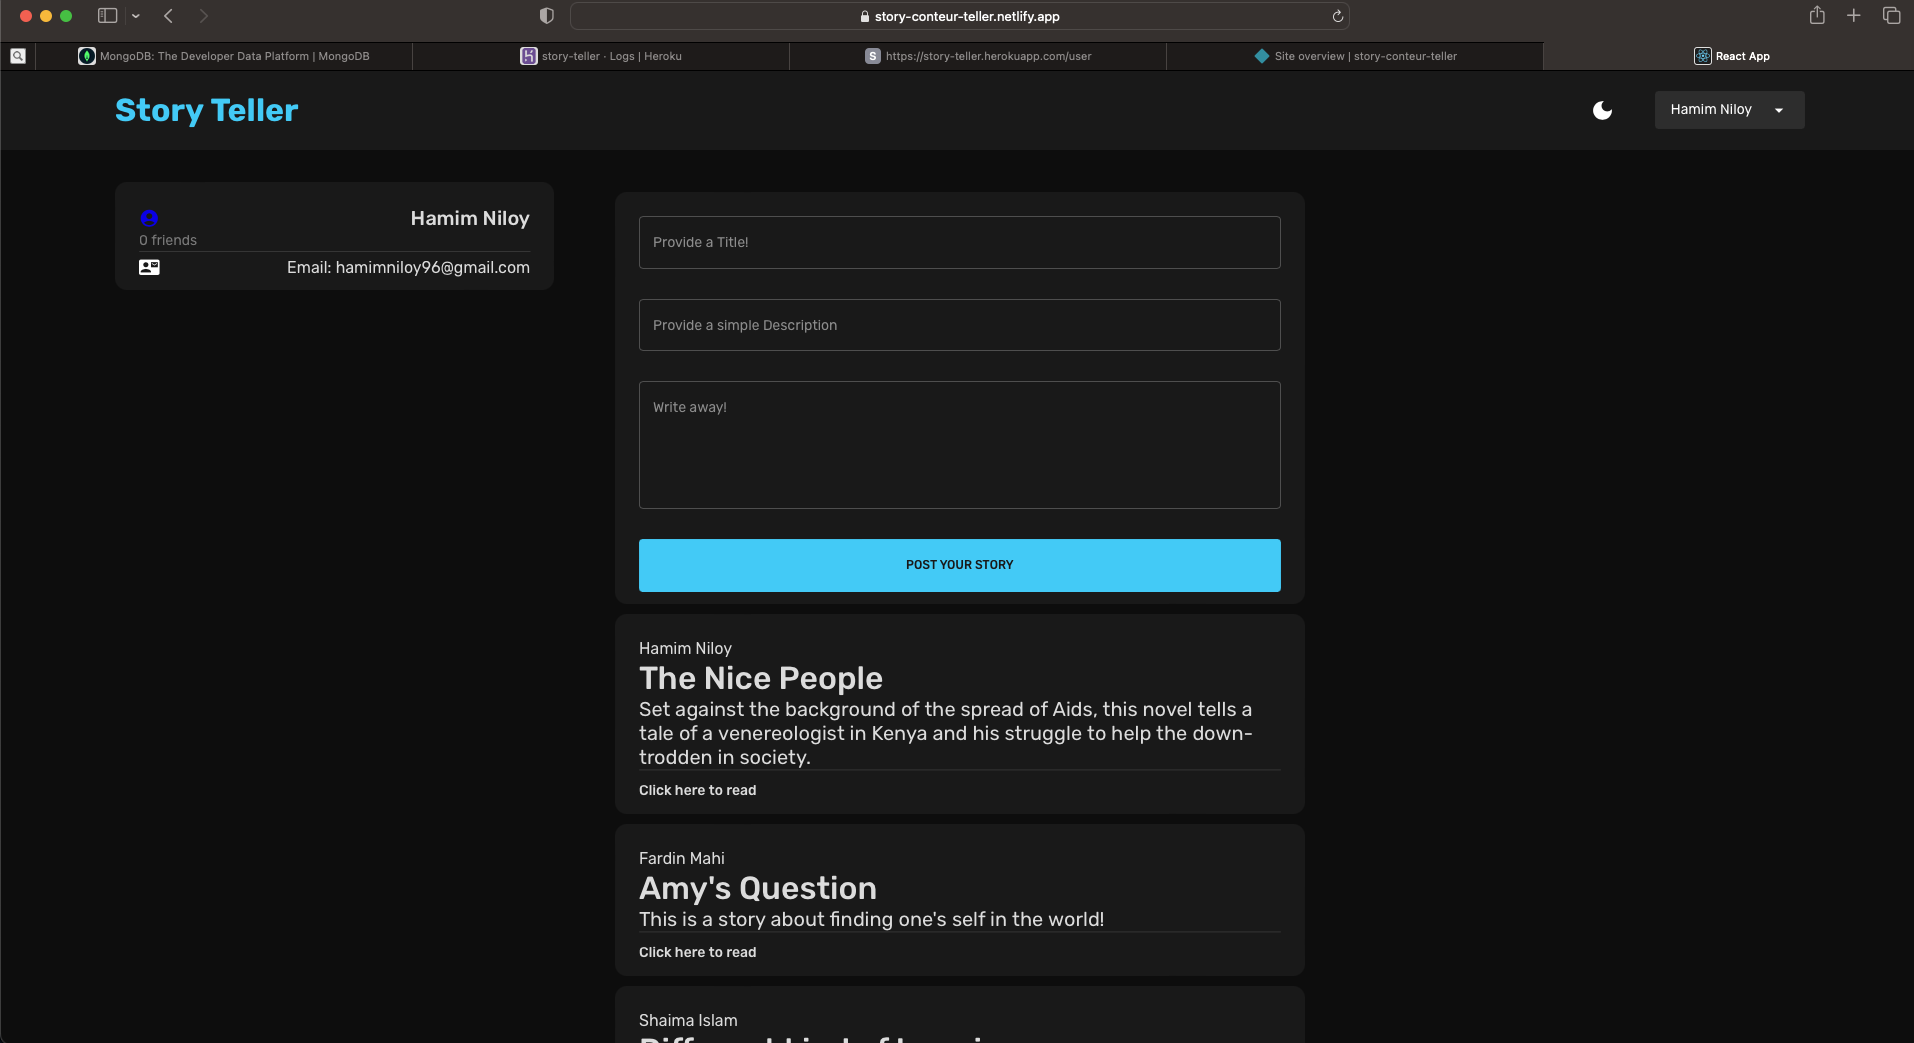 story-conteur-teller.netlify.app
MongoDB: The Developer Data Platform | MongoDB
story-teller · Logs | Heroku
S https://story-teller.herokuapp.com/user
Site overview | story-conteur-teller
React App
Story Teller
Hamim Niloy
Hamim Niloy
0 friends
Email: hamimniloy96@gmail.com
Provide a Title!
Provide a simple Description
Write away!
POST YOUR STORY
Hamim Niloy
The Nice People
Set against the background of the spread of Aids, this novel tells a
tale of a venereologist in Kenya and his struggle to help the down-
trodden in society.
Click here to read
Fardin Mahi
Amy's Question
This is a story about finding one's self in the world!
Click here to read
Shaima Islam